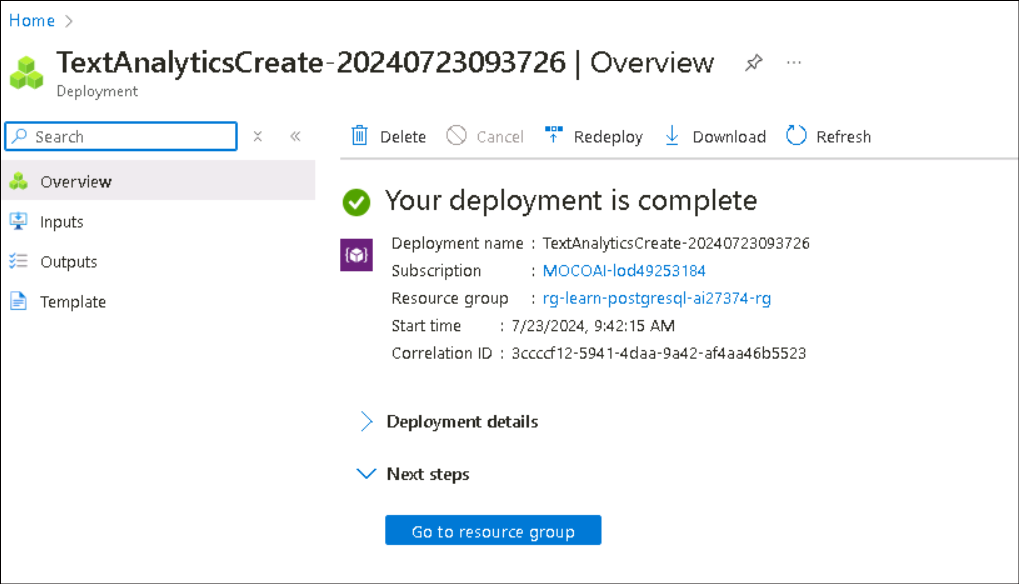 Home >
TextAnalyticsCreate-20240723093726 | Overview ...
Deployment
Search
Delete Cancel Redeploy Download Refresh
Overview
Inputs
Outputs
Template
Your deployment is complete
Deployment name : TextAnalyticsCreate-20240723093726
Subscription : MOCOAI-lod49253184
Resource group : rg-learn-postgresql-ai27374-rg
Start time : 7/23/2024, 9:42:15 AM
Correlation ID : 3ccccf12-5941-4daa-9a42-af4aa46b5523
Deployment details
Next steps
Go to resource group